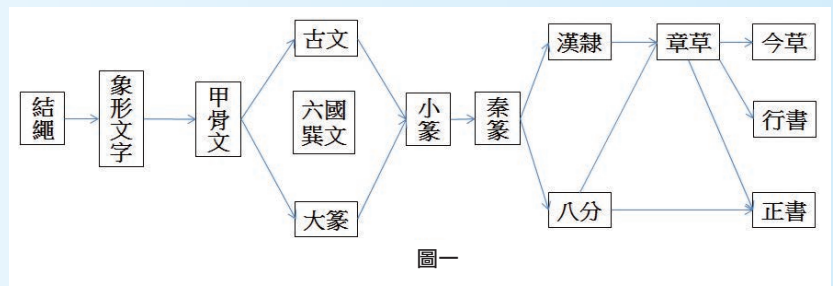 結繩
象形文字
甲骨文
古文
六國
巽文
大篆
小篆
秦篆
漢隸
八分
章草
今草
行書
正書
圖一